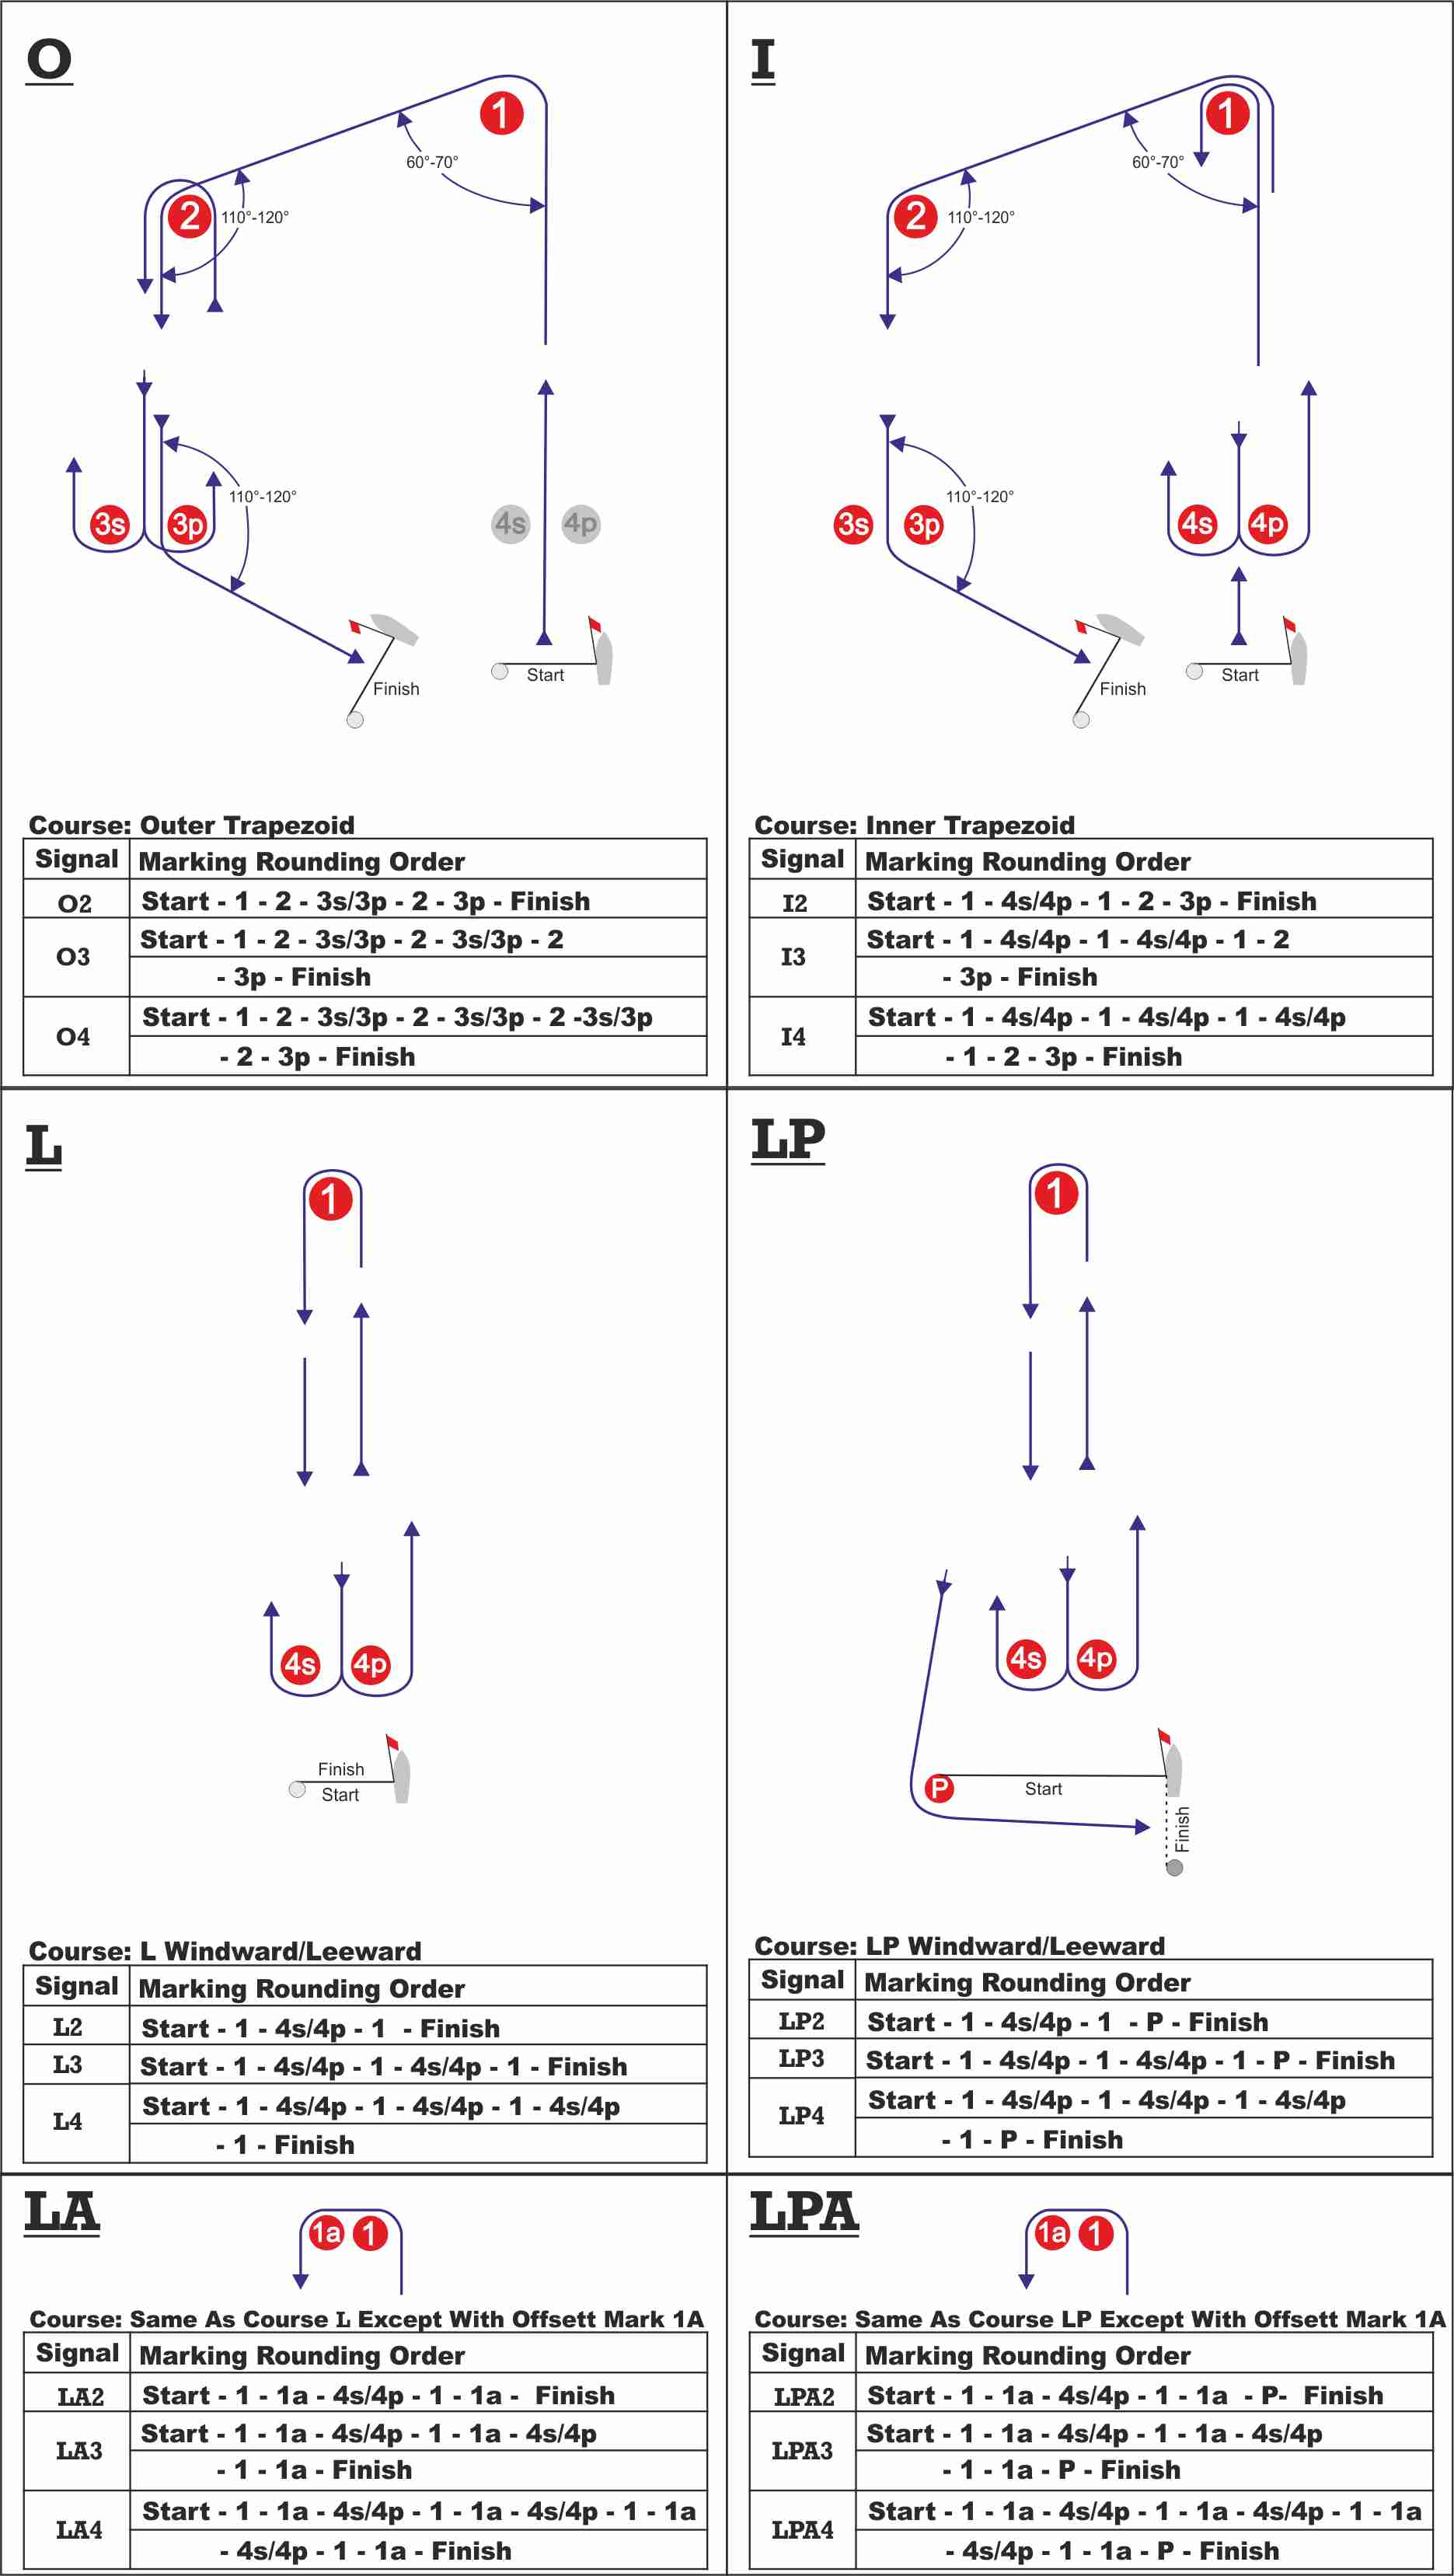 O
1
60°-70°
2
110°-120°
110°-120°
3s
3p
4s
4p
Finish
Start
Course: Outer Trapezoid
Signal Marking Rounding Order
O2 Start - 1 - 2 - 3s/3p - 2 - 3p - Finish
O3 Start - 1 - 2 - 3s/3p - 2 - 3s/3p - 2
- 3p - Finish
O4 Start - 1 - 2 - 3s/3p - 2 - 3s/3p - 2 -3s/3p
- 2 - 3p - Finish
I
1
60°-70°
2
110°-120°
110°-120°
3s
3p
4s
4p
Finish
Start
Course: Inner Trapezoid
Signal Marking Rounding Order
I2 Start - 1 - 4s/4p - 1 - 2 - 3p - Finish
I3 Start - 1 - 4s/4p - 1 - 4s/4p - 1 - 2
- 3p - Finish
I4 Start - 1 - 4s/4p - 1 - 4s/4p - 1 - 4s/4p
- 1 - 2 - 3p - Finish
L
1
4s
4p
Finish
Start
Course: L Windward/Leeward
Signal Marking Rounding Order
L2 Start - 1 - 4s/4p - 1 - Finish
L3 Start - 1 - 4s/4p - 1 - 4s/4p - 1 - Finish
L4 Start - 1 - 4s/4p - 1 - 4s/4p - 1 - 4s/4p
- 1 - Finish
LP
1
4s
4p
P
Start
Finish
Course: LP Windward/Leeward
Signal Marking Rounding Order
LP2 Start - 1 - 4s/4p - 1 - P - Finish
LP3 Start - 1 - 4s/4p - 1 - 4s/4p - 1 - P - Finish
LP4 Start - 1 - 4s/4p - 1 - 4s/4p - 1 - 4s/4p
- 1 - P - Finish
LA
1a
1
Course: Same As Course L Except With Offsett Mark 1A
Signal Marking Rounding Order
LA2 Start - 1 - 1a - 4s/4p - 1 - 1a - Finish
LA3 Start - 1 - 1a - 4s/4p - 1 - 1a - 4s/4p
- 1 - 1a - Finish
LA4 Start - 1 - 1a - 4s/4p - 1 - 1a - 4s/4p - 1 - 1a
- 4s/4p - 1 - 1a - Finish
LPA
1a
1
Course: Same As Course LP Except With Offsett Mark 1A
Signal Marking Rounding Order
LPA2 Start - 1 - 1a - 4s/4p - 1 - 1a - P- Finish
LPA3 Start - 1 - 1a - 4s/4p - 1 - 1a - 4s/4p
- 1 - 1a - P - Finish
LPA4 Start - 1 - 1a - 4s/4p - 1 - 1a - 4s/4p - 1 - 1a
- 4s/4p - 1 - 1a - P - Finish